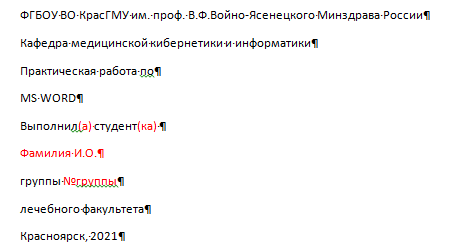 ФГБОУ ВО КрасГМУ им. проф. В.Ф.Войно-Ясенецкого Минздрава России¶
Кафедра медицинской кибернетики и информатики¶
Практическая работа по¶
MS WORD¶
Выполнил(а) студент(ка) ¶
Фамилия И.О.¶
группы №группы¶
лечебного факультета¶
Красноярск, 2021¶